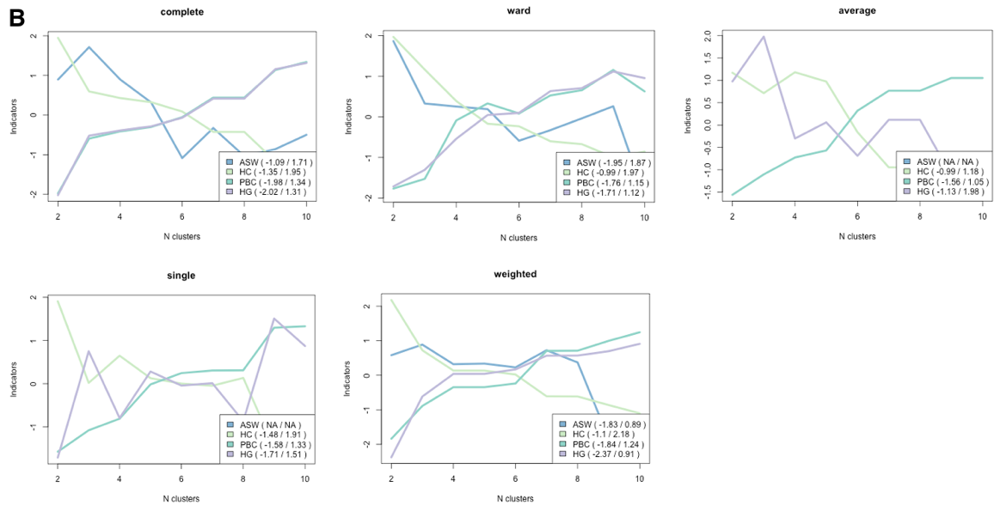 B
complete
2
1
0
-1
-2
Indicators
ASW ( -1.09 / 1.71 )
HC ( -1.35 / 1.95 )
PBC ( -1.98 / 1.34 )
HG ( -2.02 / 1.31 )
2 4 6 8 10
N clusters
ward
2
1
0
-1
-2
Indicators
ASW ( -1.95 / 1.87 )
HC ( -0.99 / 1.97 )
PBC ( -1.76 / 1.15 )
HG ( -1.71 / 1.12 )
2 4 6 8 10
N clusters
average
2.0
1.5
1.0
0.5
0.0
-0.5
-1.0
-1.5
Indicators
ASW ( NA / NA )
HC ( -0.99 / 1.18 )
PBC ( -1.56 / 1.05 )
HG ( -1.13 / 1.98 )
2 4 6 8 10
N clusters
single
2
1
0
-1
Indicators
ASW ( NA / NA )
HC ( -1.48 / 1.91 )
PBC ( -1.58 / 1.33 )
HG ( -1.71 / 1.51 )
2 4 6 8 10
N clusters
weighted
2
1
0
-1
-2
Indicators
ASW ( -1.83 / 0.89 )
HC ( -1.1 / 2.18 )
PBC ( -1.84 / 1.24 )
HG ( -2.37 / 0.91 )
2 4 6 8 10
N clusters